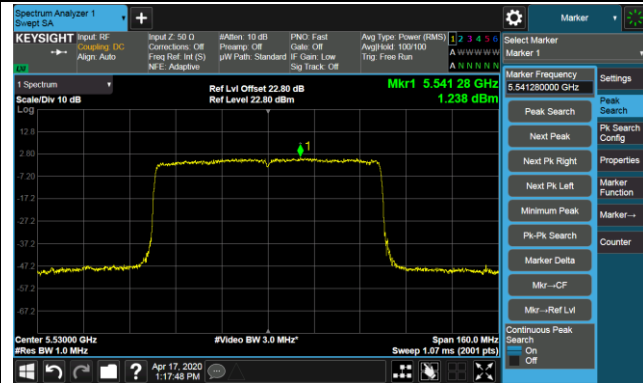 Spectrum Analyzer 1
Swept SA
Marker
KEYSIGHT
Input: RF
Coupling: DC
Align: Auto
Input Z: 50 Ω
Corrections: Off
Freq Ref: Int (S)
NFE: Adaptive
#Atten: 10 dB
Preamp: Off
µW Path: Standard
PNO: Fast
Gate: Off
IF Gain: Low
Sig Track: Off
Avg Type: Power (RMS)
Avg|Hold: 100/100
Trig: Free Run
1 2 3 4 5 6
A W W W W W
A N N N N N
LXI
Select Marker
Marker 1
1 Spectrum
Scale/Div 10 dB
Log
Ref Lvl Offset 22.80 dB
Ref Level 22.80 dBm
Mkr1 5.541 28 GHz
1.238 dBm
1
12.8
2.80
-7.20
-17.2
-27.2
-37.2
-47.2
-57.2
-67.2
Center 5.53000 GHz
#Res BW 1.0 MHz
#Video BW 3.0 MHz*
Span 160.0 MHz
Sweep 1.07 ms (2001 pts)
Marker Frequency
5.541280000 GHz
Peak Search
Next Peak
Next Pk Right
Next Pk Left
Minimum Peak
Pk-Pk Search
Marker Delta
Mkr→CF
Mkr→Ref Lvl
Continuous Peak
Search
On
Off
Settings
Peak
Search
Pk Search
Config
Properties
Marker
Function
Marker→
Counter
?
Apr 17, 2020
1:17:48 PM